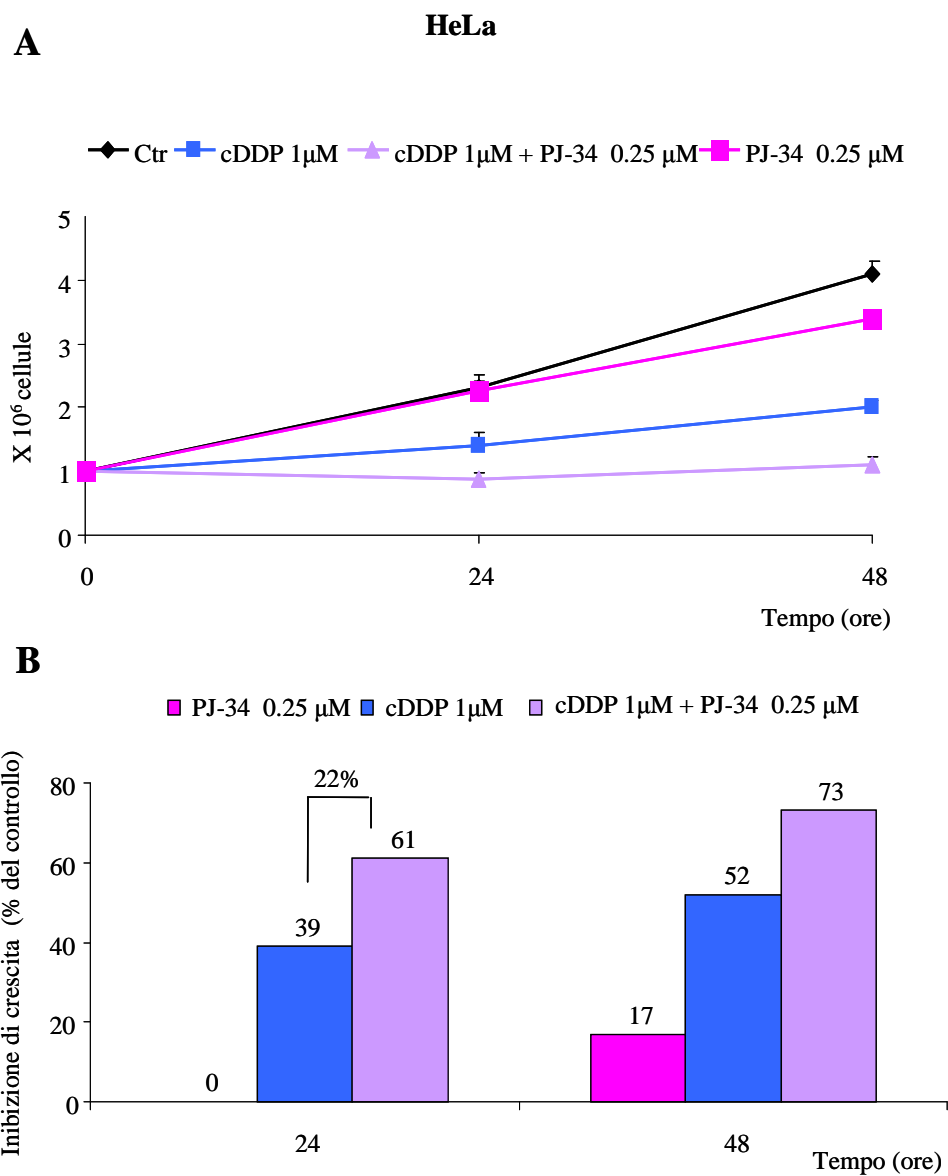 HeLa
A
Ctr cDDP 1µM cDDP 1µM + PJ-34 0.25 µM PJ-34 0.25 µM
X 10⁶ cellule
5
4
3
2
1
0
0 24 48
Tempo (ore)
B
PJ-34 0.25 µM cDDP 1µM cDDP 1µM + PJ-34 0.25 µM
Inibizione di crescita (% del controllo)
80
60
40
20
0
22%
0 39 61
17 52 73
24 48
Tempo (ore)